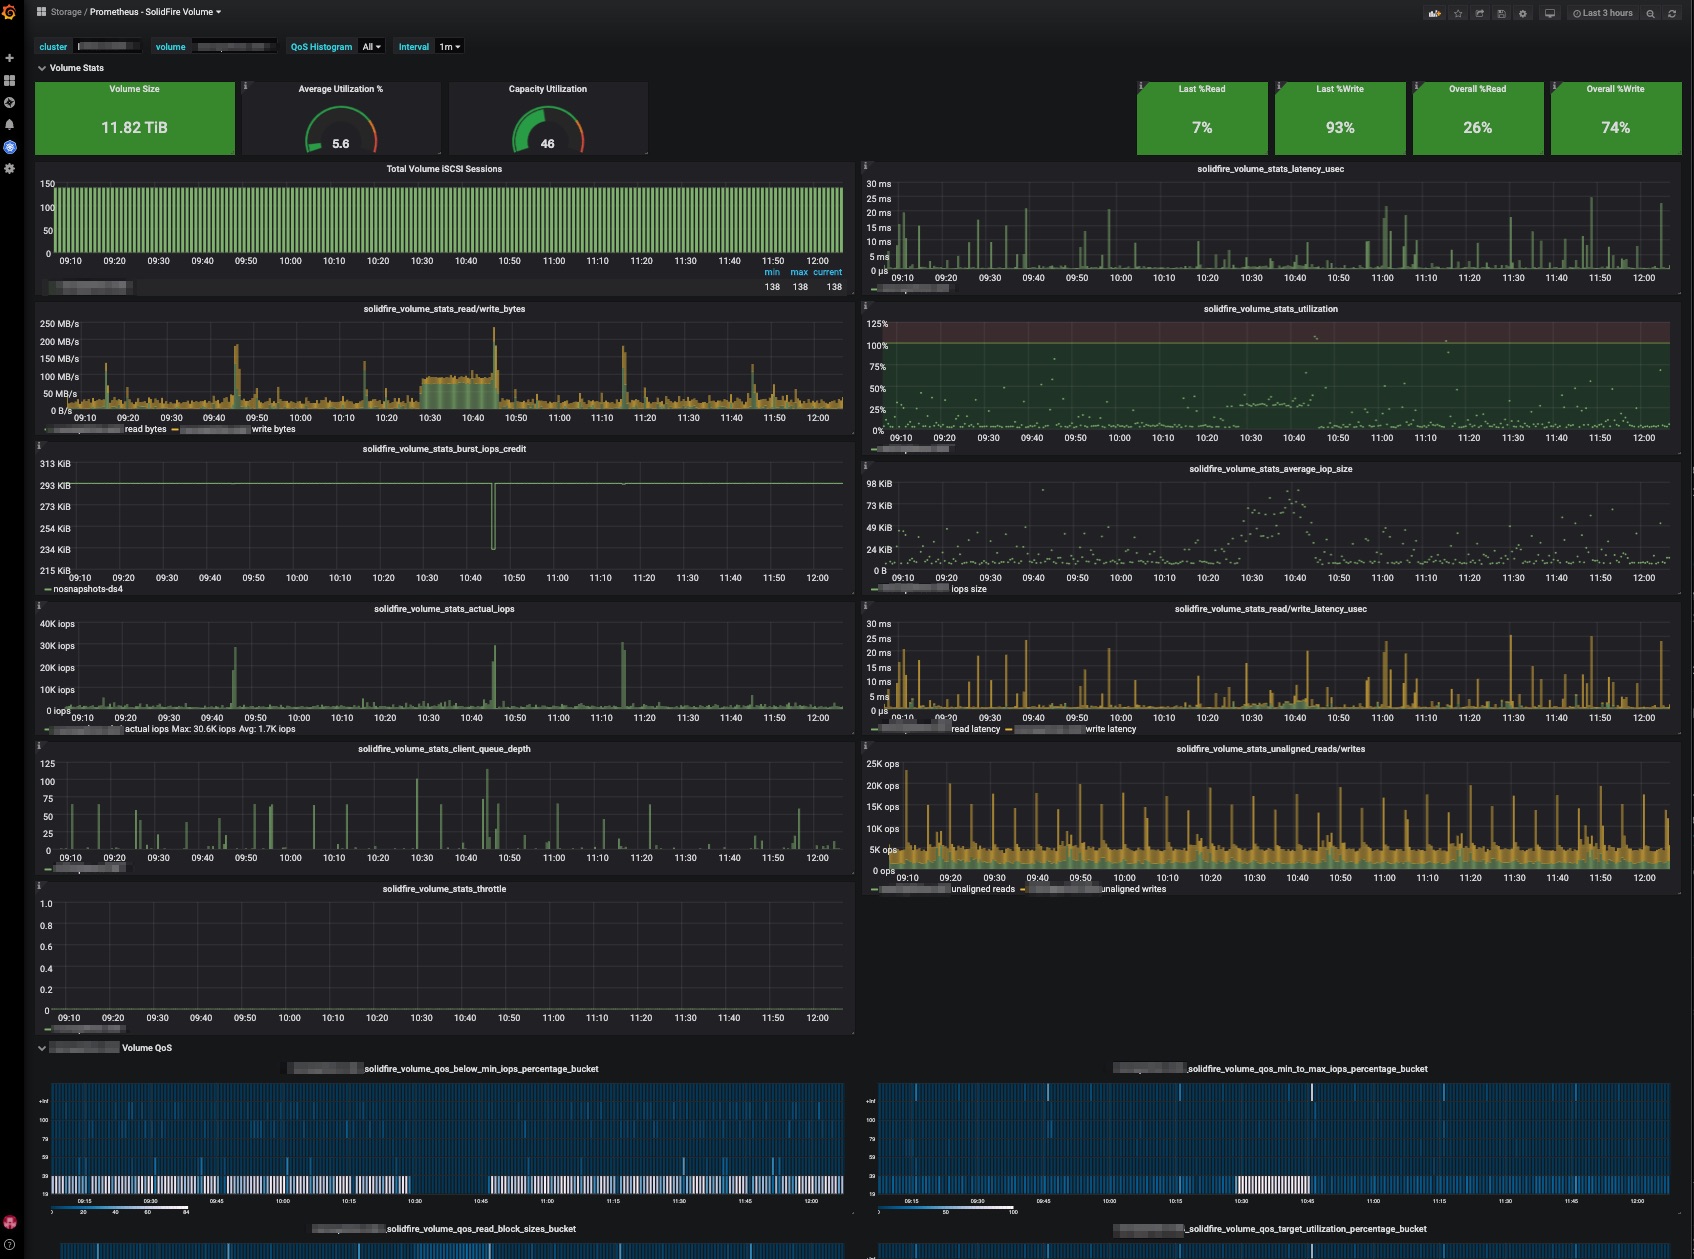 Storage / Prometheus - SolidFire Volume
Last 3 hours
cluster volume QoS Histogram All Interval 1m
Volume Stats
Volume Size
11.82 TiB
Average Utilization %
5.6
Capacity Utilization
46
Last %Read
7%
Last %Write
93%
Overall %Read
26%
Overall %Write
74%
Total Volume iSCSI Sessions
150
100
50
0
09:10 09:20 09:30 09:40 09:50 10:00 10:10 10:20 10:30 10:40 10:50 11:00 11:10 11:20 11:30 11:40 11:50 12:00
min max current
138 138 138
solidfire_volume_stats_latency_usec
30 ms
25 ms
20 ms
15 ms
10 ms
5 ms
0 µs
09:10 09:20 09:30 09:40 09:50 10:00 10:10 10:20 10:30 10:40 10:50 11:00 11:10 11:20 11:30 11:40 11:50 12:00
solidfire_volume_stats_read/write_bytes
250 MB/s
200 MB/s
150 MB/s
100 MB/s
50 MB/s
0 B/s
09:10 09:20 09:30 09:40 09:50 10:00 10:10 10:20 10:30 10:40 10:50 11:00 11:10 11:20 11:30 11:40 11:50 12:00
read bytes write bytes
solidfire_volume_stats_utilization
125%
100%
75%
50%
25%
0%
09:10 09:20 09:30 09:40 09:50 10:00 10:10 10:20 10:30 10:40 10:50 11:00 11:10 11:20 11:30 11:40 11:50 12:00
solidfire_volume_stats_burst_iops_credit
313 KiB
293 KiB
273 KiB
254 KiB
234 KiB
215 KiB
09:10 09:20 09:30 09:40 09:50 10:00 10:10 10:20 10:30 10:40 10:50 11:00 11:10 11:20 11:30 11:40 11:50 12:00
nosnapshots-ds4
solidfire_volume_stats_average_iop_size
98 KiB
73 KiB
49 KiB
24 KiB
0 B
09:10 09:20 09:30 09:40 09:50 10:00 10:10 10:20 10:30 10:40 10:50 11:00 11:10 11:20 11:30 11:40 11:50 12:00
iops size
solidfire_volume_stats_actual_iops
40K iops
30K iops
20K iops
10K iops
0 iops
09:10 09:20 09:30 09:40 09:50 10:00 10:10 10:20 10:30 10:40 10:50 11:00 11:10 11:20 11:30 11:40 11:50 12:00
actual iops Max: 30.6K iops Avg: 1.7K iops
solidfire_volume_stats_read/write_latency_usec
30 ms
25 ms
20 ms
15 ms
10 ms
5 ms
0 µs
09:10 09:20 09:30 09:40 09:50 10:00 10:10 10:20 10:30 10:40 10:50 11:00 11:10 11:20 11:30 11:40 11:50 12:00
read latency write latency
solidfire_volume_stats_client_queue_depth
125
100
75
50
25
0
09:10 09:20 09:30 09:40 09:50 10:00 10:10 10:20 10:30 10:40 10:50 11:00 11:10 11:20 11:30 11:40 11:50 12:00
solidfire_volume_stats_unaligned_reads/writes
25K ops
20K ops
15K ops
10K ops
5K ops
0 ops
09:10 09:20 09:30 09:40 09:50 10:00 10:10 10:20 10:30 10:40 10:50 11:00 11:10 11:20 11:30 11:40 11:50 12:00
unaligned reads unaligned writes
solidfire_volume_stats_throttle
1.0
0.8
0.6
0.4
0.2
0
09:10 09:20 09:30 09:40 09:50 10:00 10:10 10:20 10:30 10:40 10:50 11:00 11:10 11:20 11:30 11:40 11:50 12:00
Volume QoS
solidfire_volume_qos_below_min_iops_percentage_bucket
+Inf
100
79
59
39
19
09:15 09:30 09:45 10:00 10:15 10:30 10:45 11:00 11:15 11:30 11:45 12:00
20 40 60 84
_solidfire_volume_qos_min_to_max_iops_percentage_bucket
+Inf
100
79
59
39
19
09:15 09:30 09:45 10:00 10:15 10:30 10:45 11:00 11:15 11:30 11:45 12:00
50 100
_solidfire_volume_qos_read_block_sizes_bucket
_solidfire_volume_qos_target_utilization_percentage_bucket